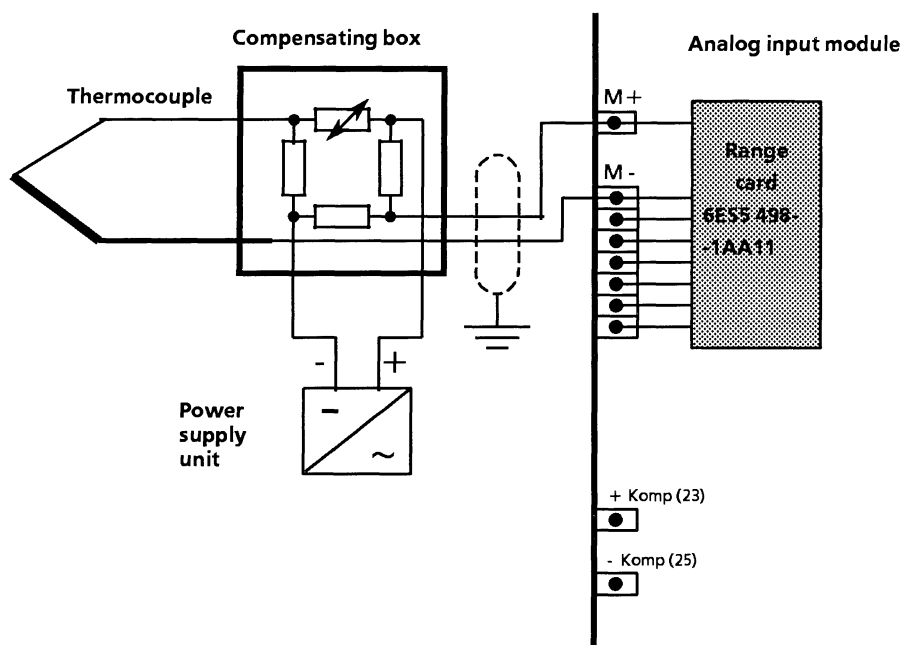 Compensating box
Analog input module
Thermocouple
M+
Range
card
6ES5 498-
-1AA11
M -
- +
–
~
Power
supply
unit
+ Komp (23)
- Komp (25)